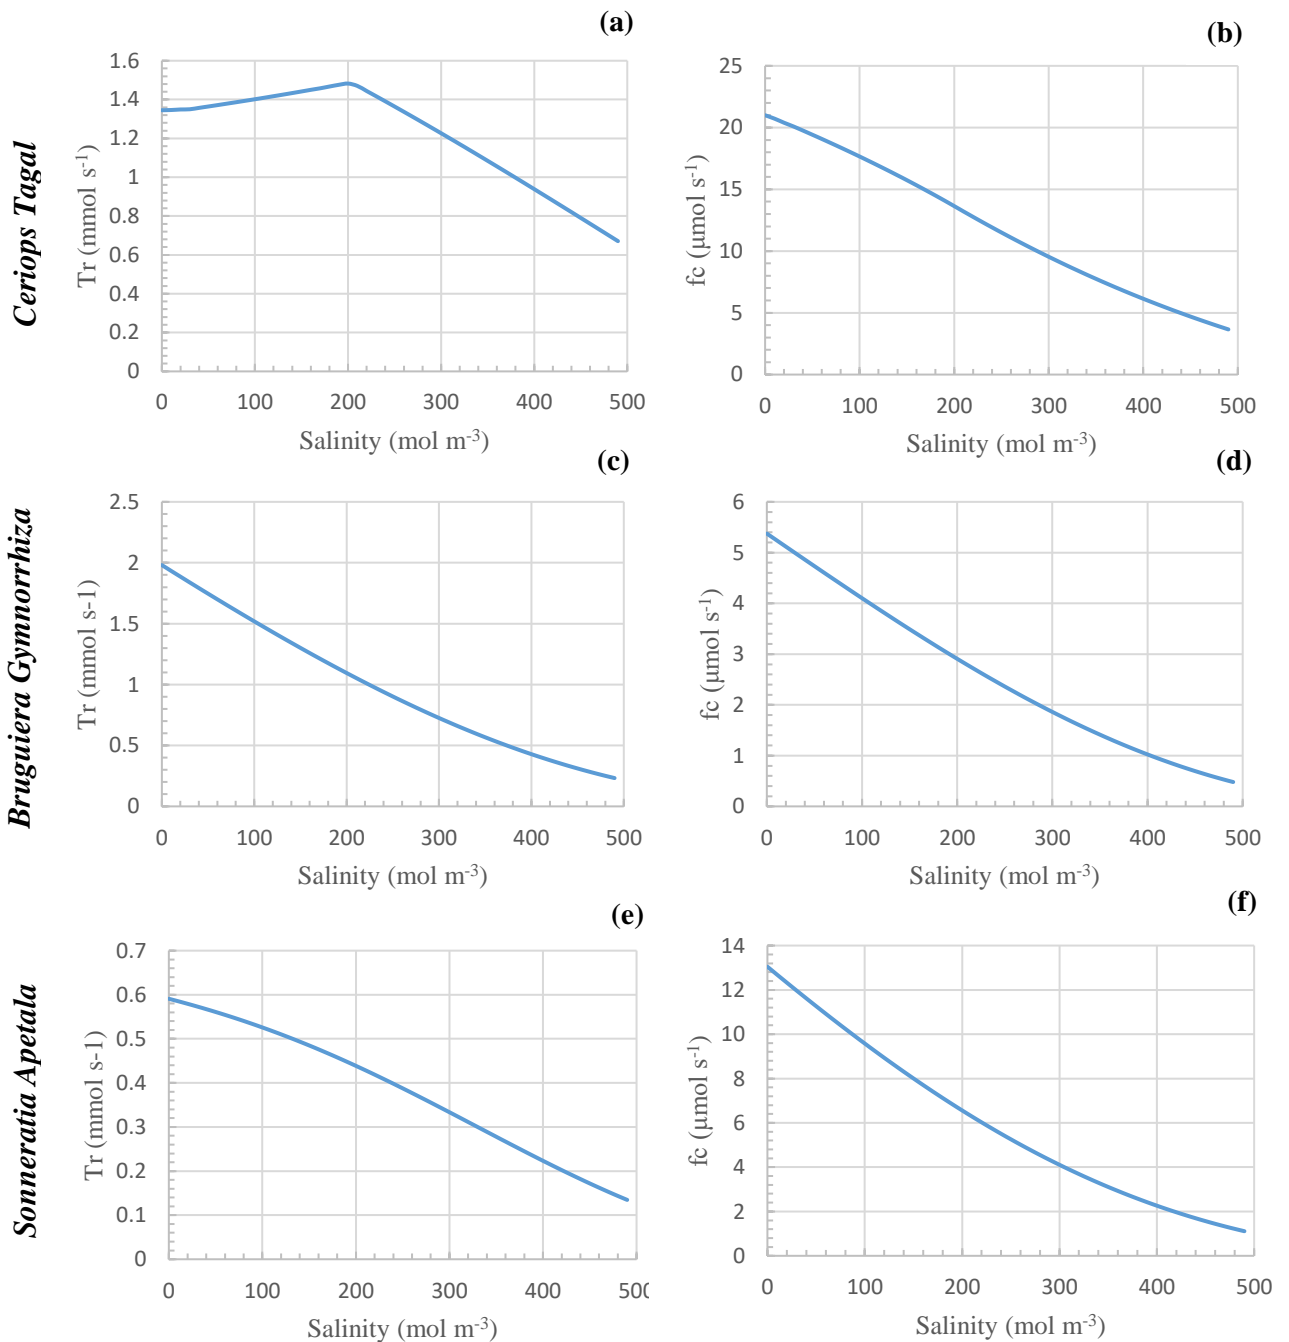 (a)
(b)
Ceriops Tagal
Tr (mmol s-1)
1.6
1.4
1.2
1
0.8
0.6
0.4
0.2
0
0 100 200 300 400 500
Salinity (mol m-3)
fc (µmol s-1)
25
20
15
10
5
0
0 100 200 300 400 500
Salinity (mol m-3)
(c)
(d)
Bruguiera Gymnorrhiza
Tr (mmol s-1)
2.5
2
1.5
1
0.5
0
0 100 200 300 400 500
Salinity (mol m-3)
fc (µmol s-1)
6
5
4
3
2
1
0
0 100 200 300 400 500
Salinity (mol m-3)
(e)
(f)
Sonneratia Apetala
Tr (mmol s-1)
0.7
0.6
0.5
0.4
0.3
0.2
0.1
0
0 100 200 300 400 500
Salinity (mol m-3)
fc (µmol s-1)
14
12
10
8
6
4
2
0
0 100 200 300 400 500
Salinity (mol m-3)